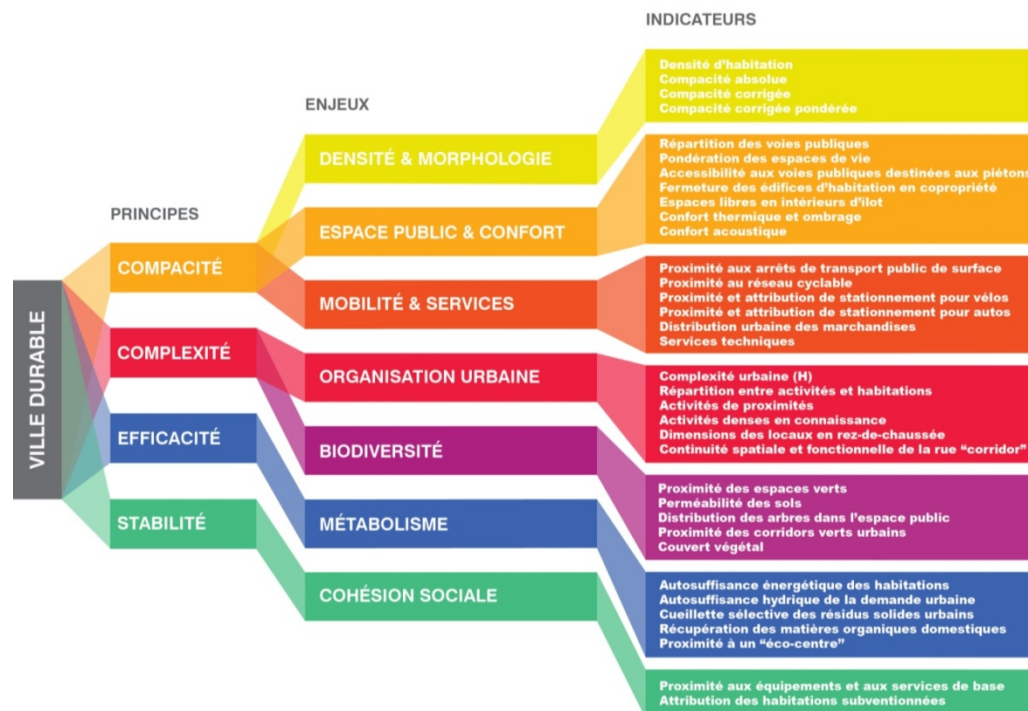 INDICATEURS
Densité d'habitation
Compacité absolue
Compacité corrigée
Compacité corrigée pondérée
ENJEUX
DENSITÉ & MORPHOLOGIE
Répartition des voies publiques
Pondération des espaces de vie
Accessibilité aux voies publiques destinées aux piétons
Fermeture des édifices d'habitation en copropriété
Espaces libres en intérieurs d'ilot
Confort thermique et ombrage
Confort acoustique
PRINCIPES
ESPACE PUBLIC & CONFORT
COMPACITÉ
Proximité aux arrêts de transport public de surface
Proximité au réseau cyclable
Proximité et attribution de stationnement pour vélos
Proximité et attribution de stationnement pour autos
Distribution urbaine des marchandises
Services techniques
MOBILITÉ & SERVICES
VILLE DURABLE
COMPLEXITÉ
ORGANISATION URBAINE
Complexité urbaine (H)
Répartition entre activités et habitations
Activités de proximités
Activités denses en connaissance
Dimensions des locaux en rez-de-chaussée
Continuité spatiale et fonctionnelle de la rue "corridor"
EFFICACITÉ
BIODIVERSITÉ
Proximité des espaces verts
Perméabilité des sols
Distribution des arbres dans l'espace public
Proximité des corridors verts urbains
Couvert végétal
STABILITÉ
MÉTABOLISME
Autosuffisance énergétique des habitations
Autosuffisance hydrique de la demande urbaine
Cueillette sélective des résidus solides urbains
Récupération des matières organiques domestiques
Proximité à un "éco-centre"
COHÉSION SOCIALE
Proximité aux équipements et aux services de base
Attribution des habitations subventionnées